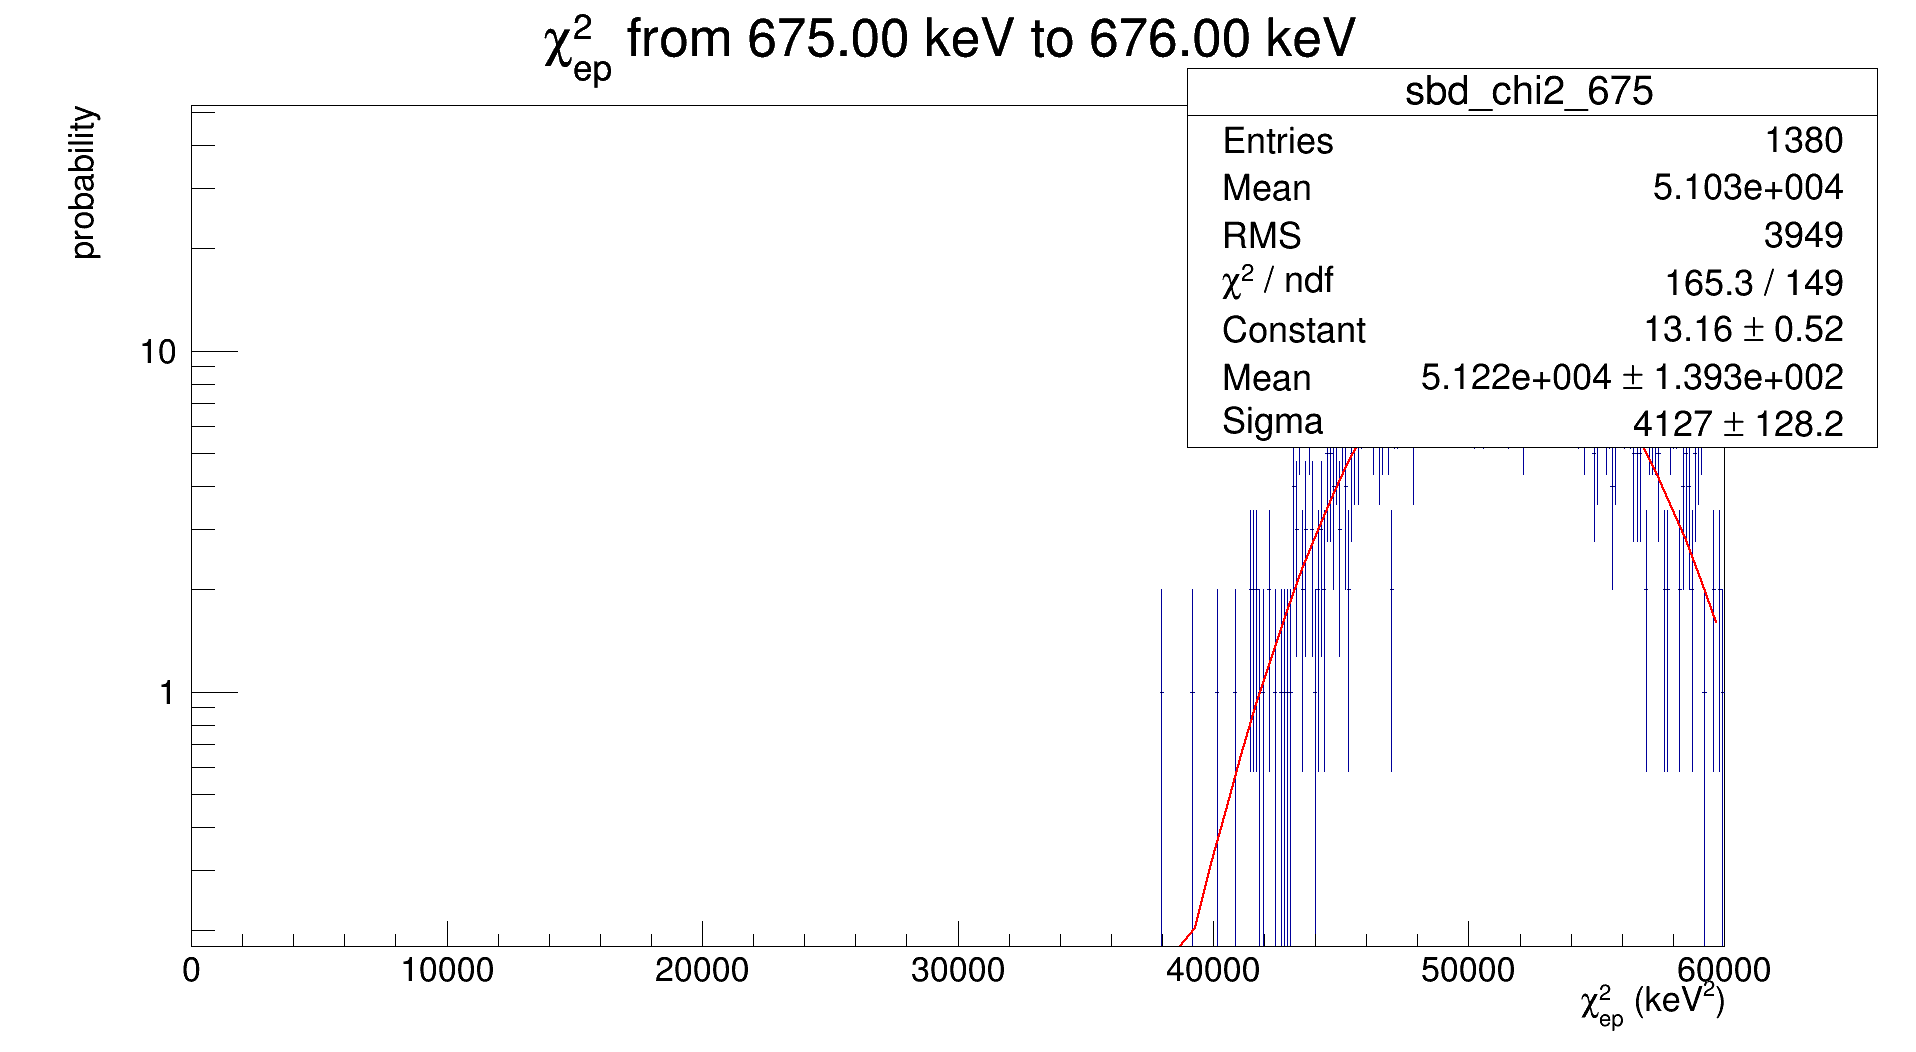 χ²ep from 675.00 keV to 676.00 keV
sbd_chi2_675
Entries 1380
Mean 5.103e+004
RMS 3949
χ² / ndf 165.3 / 149
Constant 13.16 ± 0.52
Mean 5.122e+004 ± 1.393e+002
Sigma 4127 ± 128.2
probability
10
1
0 10000 20000 30000 40000 50000 60000
χ²ep (keV²)